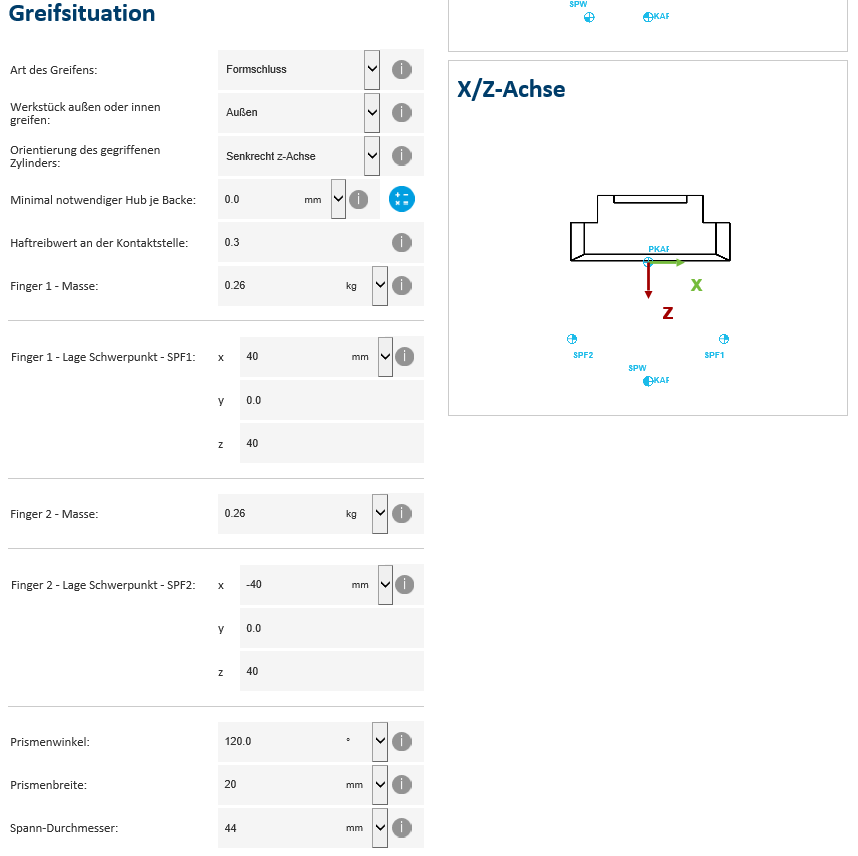 Greifsituation
Art des Greifens:
Formschluss
Werkstück außen oder innen
greifen:
Außen
Orientierung des gegriffenen
Zylinders:
Senkrecht z-Achse
Minimal notwendiger Hub je Backe:
0.0 mm
Haftreibwert an der Kontaktstelle:
0.3
Finger 1 - Masse:
0.26 kg
Finger 1 - Lage Schwerpunkt - SPF1:
x 40 mm
y 0.0
z 40
Finger 2 - Masse:
0.26 kg
Finger 2 - Lage Schwerpunkt - SPF2:
x -40 mm
y 0.0
z 40
Prismenwinkel:
120.0 °
Prismenbreite:
20 mm
Spann-Durchmesser:
44 mm
SPW
KAF
X/Z-Achse
PKAF
X
Z
SPF2
SPF1
SPW
KAF